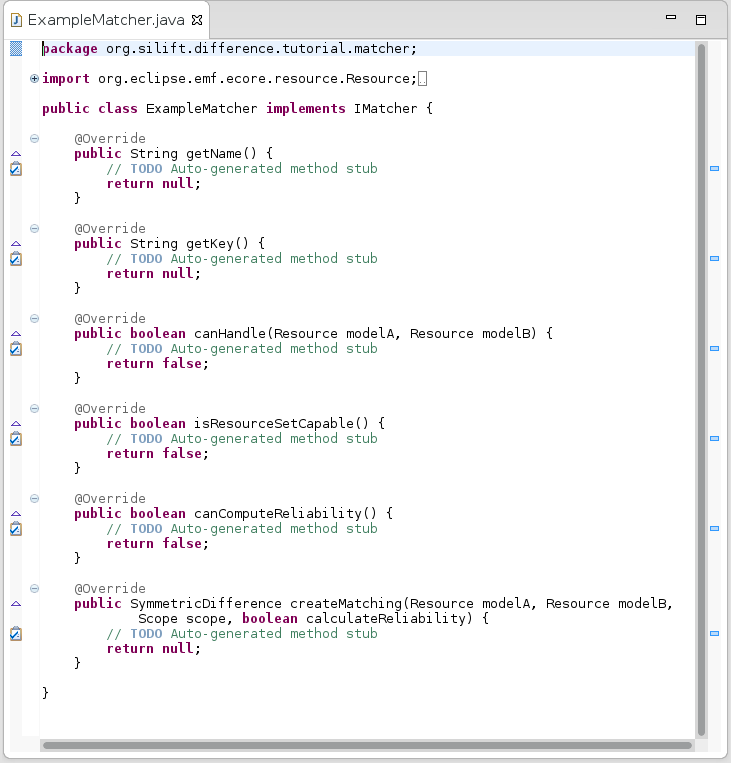 ExampleMatcher.java
package org.silift.difference.tutorial.matcher;
import org.eclipse.emf.ecore.resource.Resource;
public class ExampleMatcher implements IMatcher {
@Override
public String getName() {
// TODO Auto-generated method stub
return null;
}
@Override
public String getKey() {
// TODO Auto-generated method stub
return null;
}
@Override
public boolean canHandle(Resource modelA, Resource modelB) {
// TODO Auto-generated method stub
return false;
}
@Override
public boolean isResourceSetCapable() {
// TODO Auto-generated method stub
return false;
}
@Override
public boolean canComputeReliability() {
// TODO Auto-generated method stub
return false;
}
@Override
public SymmetricDifference createMatching(Resource modelA, Resource modelB,
Scope scope, boolean calculateReliability) {
// TODO Auto-generated method stub
return null;
}
}